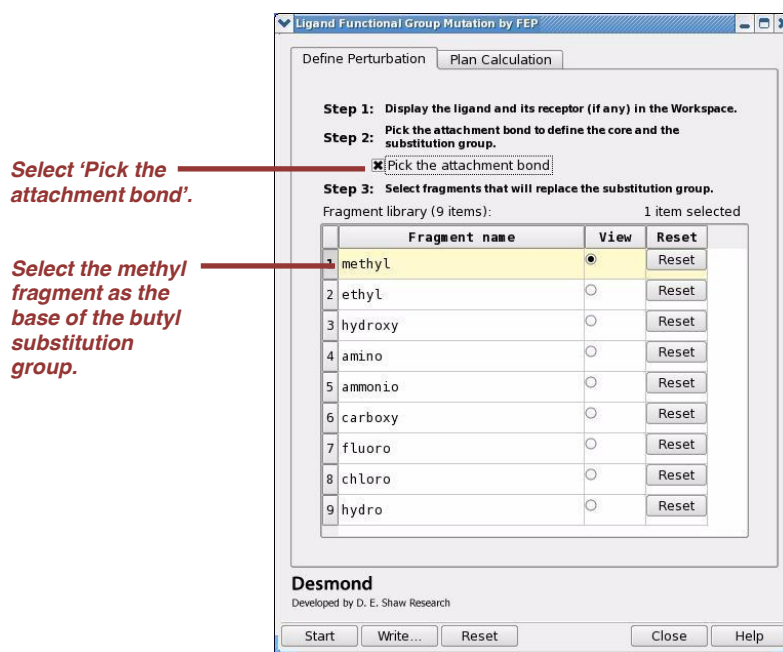 Ligand Functional Group Mutation by FEP
Define Perturbation Plan Calculation
Step 1: Display the ligand and its receptor (if any) in the Workspace.
Step 2: Pick the attachment bond to define the core and the
substitution group.
Pick the attachment bond
Select 'Pick the
attachment bond'.
Step 3: Select fragments that will replace the substitution group.
Fragment library (9 items): 1 item selected
Fragment name View Reset
Select the methyl
fragment as the
base of the butyl
substitution
group.
1 methyl Reset
2 ethyl Reset
3 hydroxy Reset
4 amino Reset
5 ammonio Reset
6 carboxy Reset
7 fluoro Reset
8 chloro Reset
9 hydro Reset
Desmond
Developed by D. E. Shaw Research
Start Write... Reset Close Help